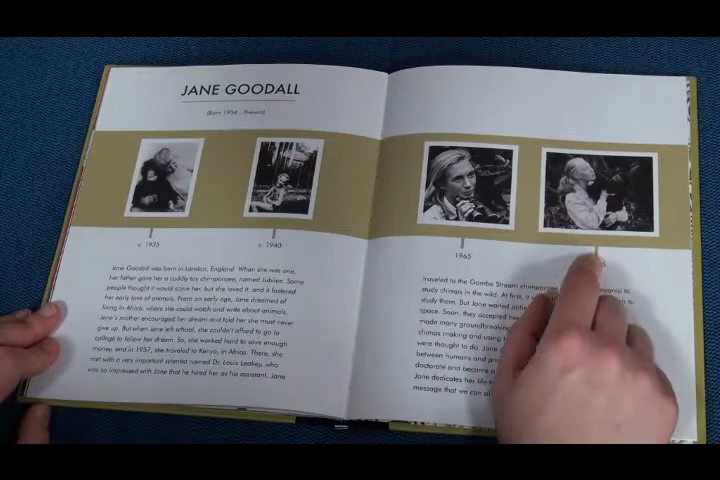 JANE GOODALL
(Born 1934 - Present)
c. 1935
c. 1940
1965
Jane Goodall was born in London, England. When she was one,
her father gave her a cuddly toy chimpanzee, named Jubilee. Some
people thought it would scare her, but she loved it, and it fostered
her early love of animals. From an early age, Jane dreamed of
living in Africa, where she could watch and write about animals.
Jane's mother encouraged her dream and told her she must never
give up. But when Jane left school, she couldn't afford to go to
college to follow her dream. So, she worked hard to save enough
money, and in 1957, she traveled to Kenya, in Africa. There, she
met with a very important scientist named Dr. Louis Leakey, who
was so impressed with Jane that he hired her as his assistant. Jane
traveled to the Gombe Stream chimpanzee
study chimps in the wild. At first, it
study them. But Jane waited
space. Soon, they accepted her
made many groundbreaking
chimps making and using
were thought to do. Jane
between humans and
doctorate and became a
Jane dedicates her life
message that we can al